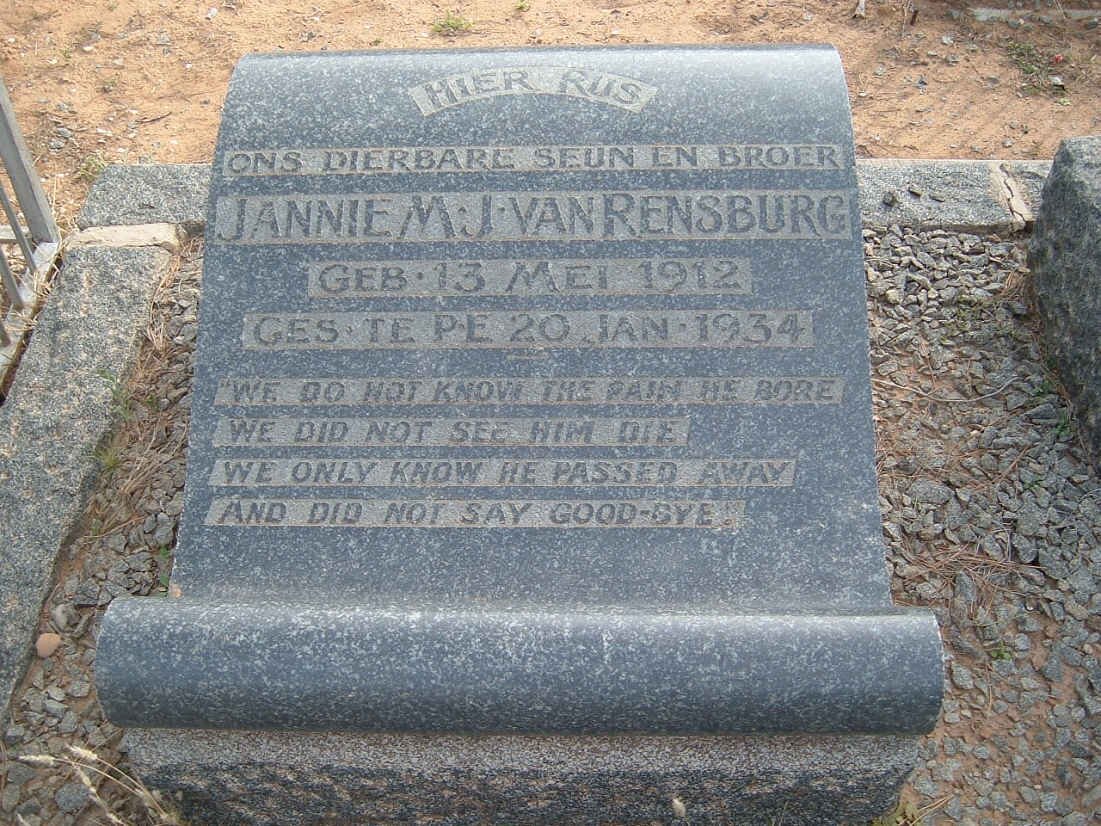 HIER RUS
ONS DIERBARE SEUN EN BROER
JANNIE M·J·VAN RENSBURG
GEB·13 MEI 1912
GES·TE P.E 20 JAN·1934
"WE DO NOT KNOW THE PAIN HE BORE
WE DID NOT SEE HIM DIE
WE ONLY KNOW HE PASSED AWAY
AND DID NOT SAY GOOD-BYE."